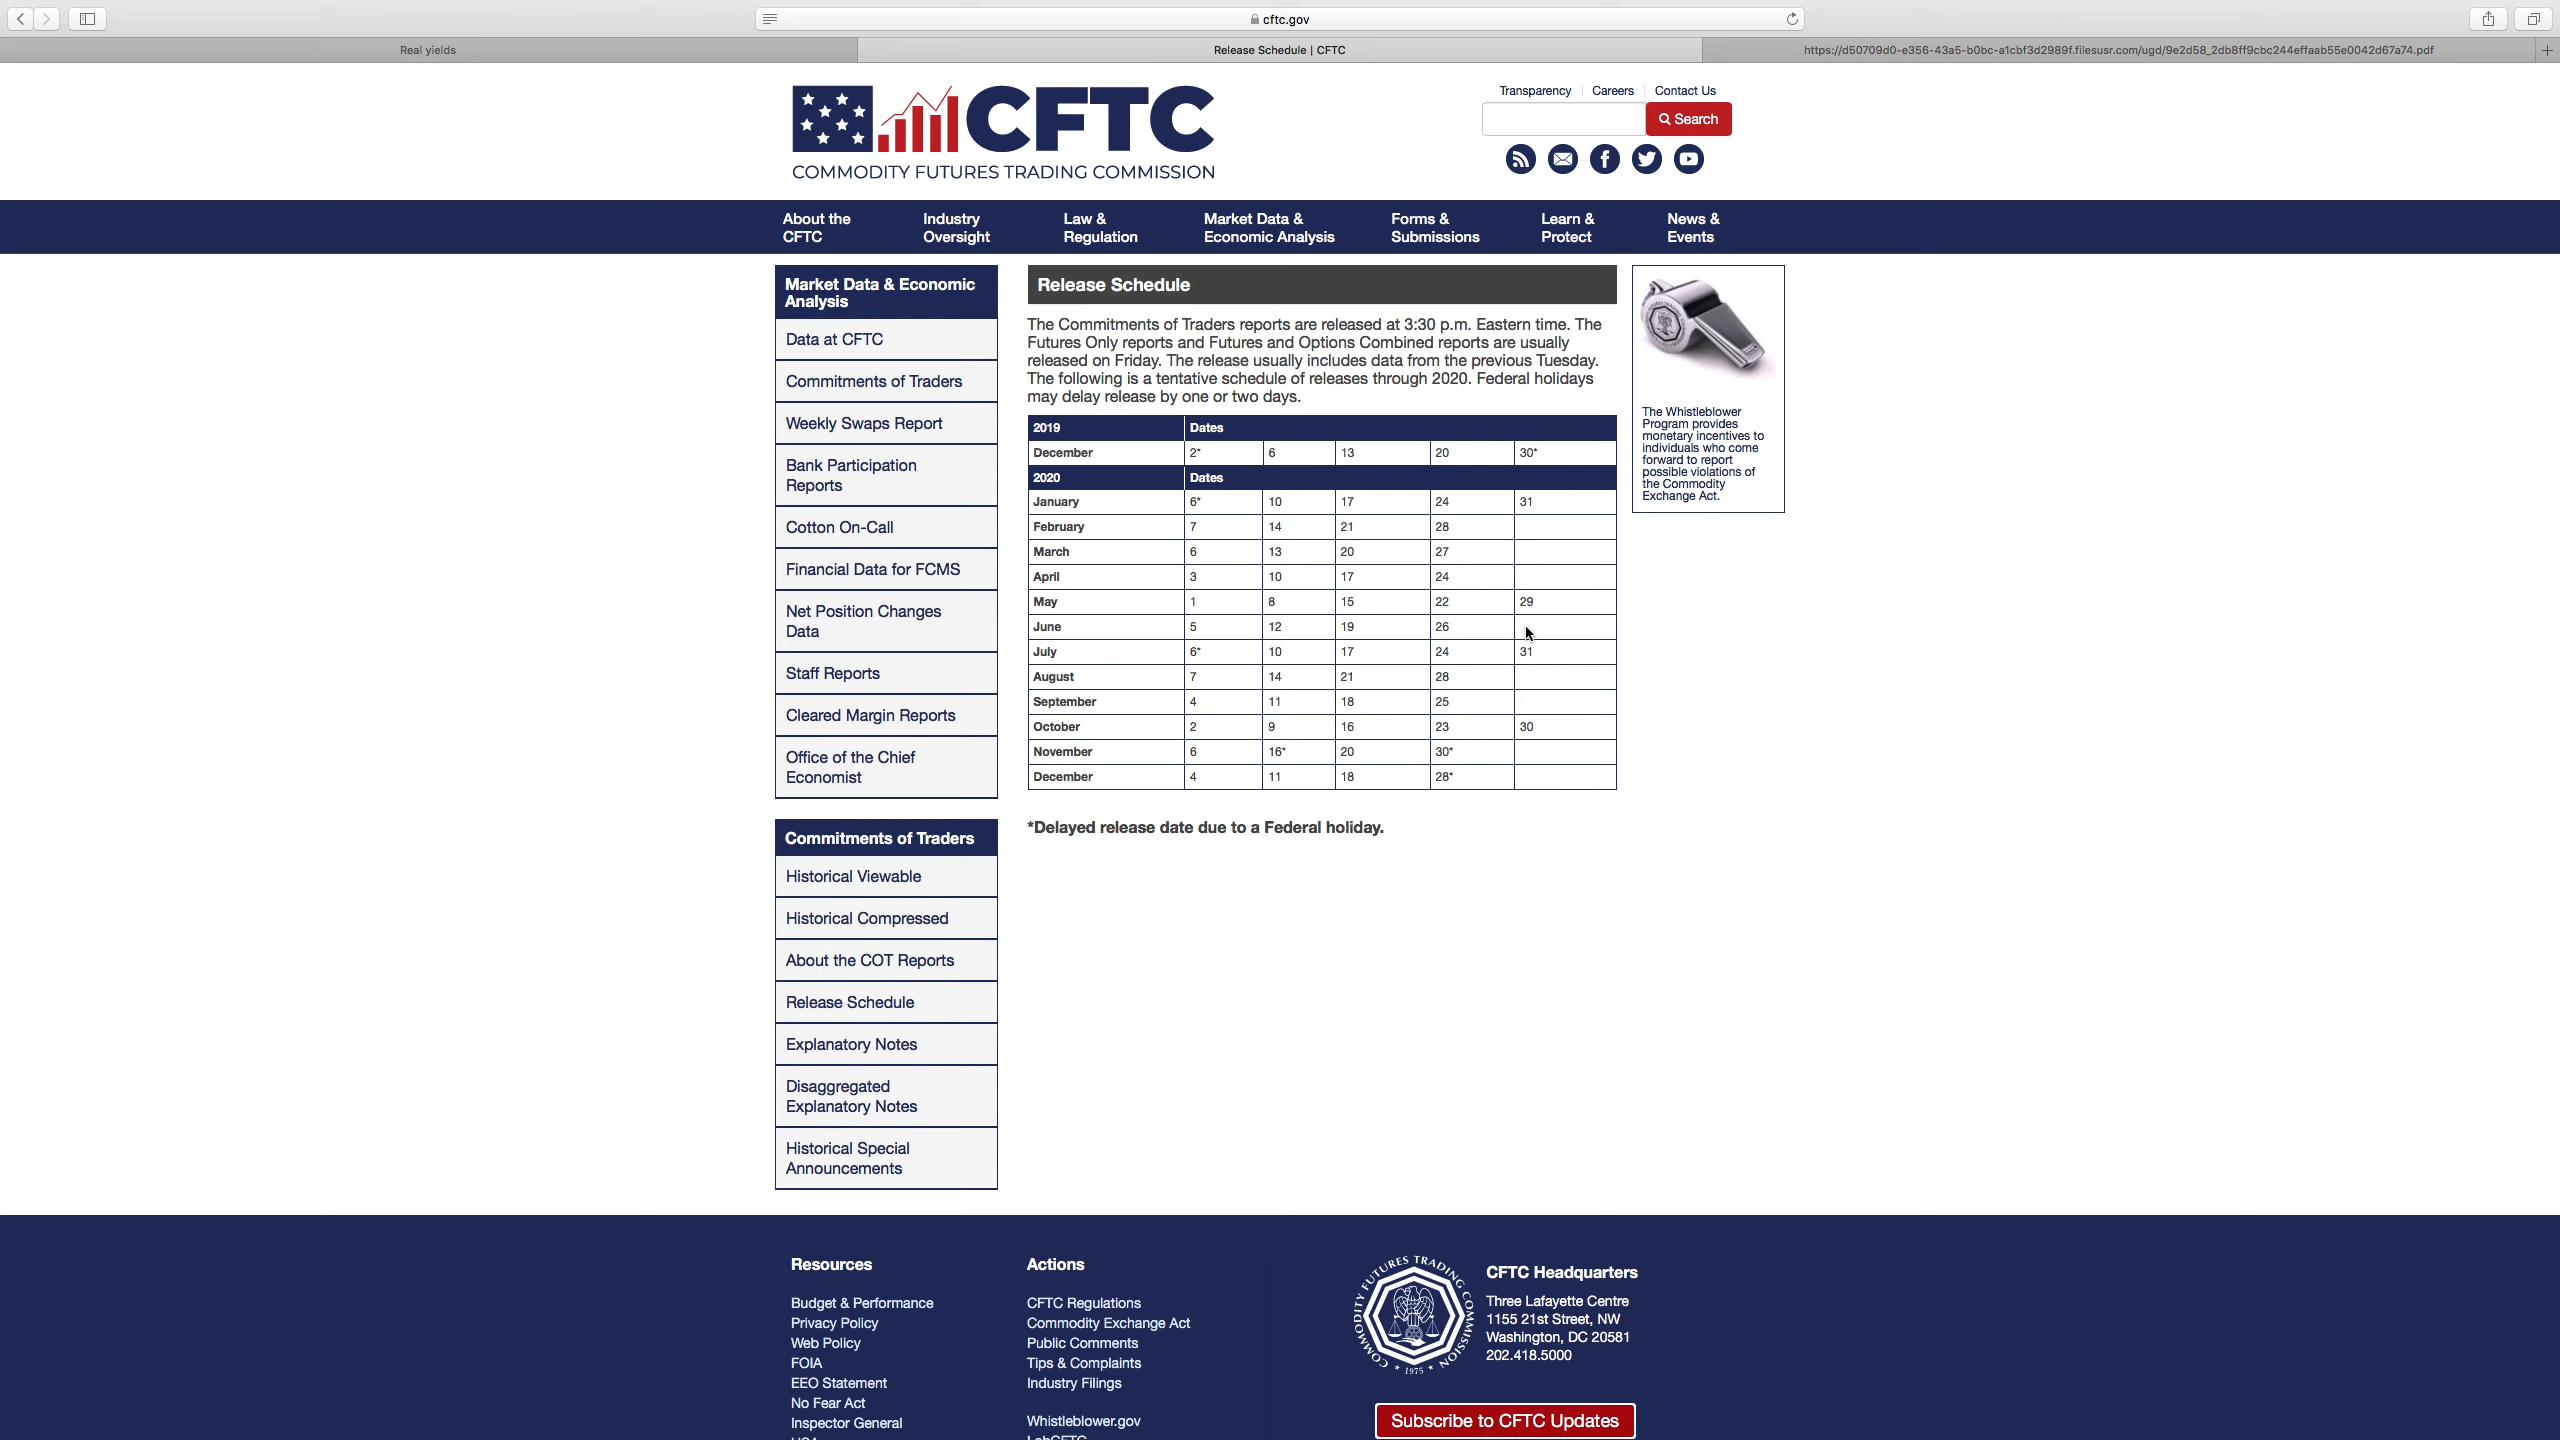 cftc.gov
Real yields
Release Schedule | CFTC
https://d50709d0-e356-43a5-b0bc-a1cbf3d2989f.filesusr.com/ugd/9e2d58_2db8ff9cbc244effaab55e0042d67a74.pdf
CFTC
COMMODITY FUTURES TRADING COMMISSION
Transparency Careers Contact Us
Search
About the CFTC
Industry Oversight
Law & Regulation
Market Data & Economic Analysis
Forms & Submissions
Learn & Protect
News & Events
Market Data & Economic
Analysis
Data at CFTC
Commitments of Traders
Weekly Swaps Report
Bank Participation
Reports
Cotton On-Call
Financial Data for FCMS
Net Position Changes
Data
Staff Reports
Cleared Margin Reports
Office of the Chief
Economist
Commitments of Traders
Historical Viewable
Historical Compressed
About the COT Reports
Release Schedule
Explanatory Notes
Disaggregated
Explanatory Notes
Historical Special
Announcements
Release Schedule
The Commitments of Traders reports are released at 3:30 p.m. Eastern time. The
Futures Only reports and Futures and Options Combined reports are usually
released on Friday. The release usually includes data from the previous Tuesday.
The following is a tentative schedule of releases through 2020. Federal holidays
may delay release by one or two days.
2019 Dates
December 2* 6 13 20 30*
2020 Dates
January 6* 10 17 24 31
February 7 14 21 28
March 6 13 20 27
April 3 10 17 24
May 1 8 15 22 29
June 5 12 19 26
July 6* 10 17 24 31
August 7 14 21 28
September 4 11 18 25
October 2 9 16 23 30
November 6 16* 20 30*
December 4 11 18 28*
*Delayed release date due to a Federal holiday.
The Whistleblower
Program provides
monetary incentives to
individuals who come
forward to report
possible violations of
the Commodity
Exchange Act.
Resources
Budget & Performance
Privacy Policy
Web Policy
FOIA
EEO Statement
No Fear Act
Inspector General
Actions
CFTC Regulations
Commodity Exchange Act
Public Comments
Tips & Complaints
Industry Filings
Whistleblower.gov
COMMODITY FUTURES TRADING COMMISSION
* 1975 *
CFTC Headquarters
Three Lafayette Centre
1155 21st Street, NW
Washington, DC 20581
202.418.5000
Subscribe to CFTC Updates